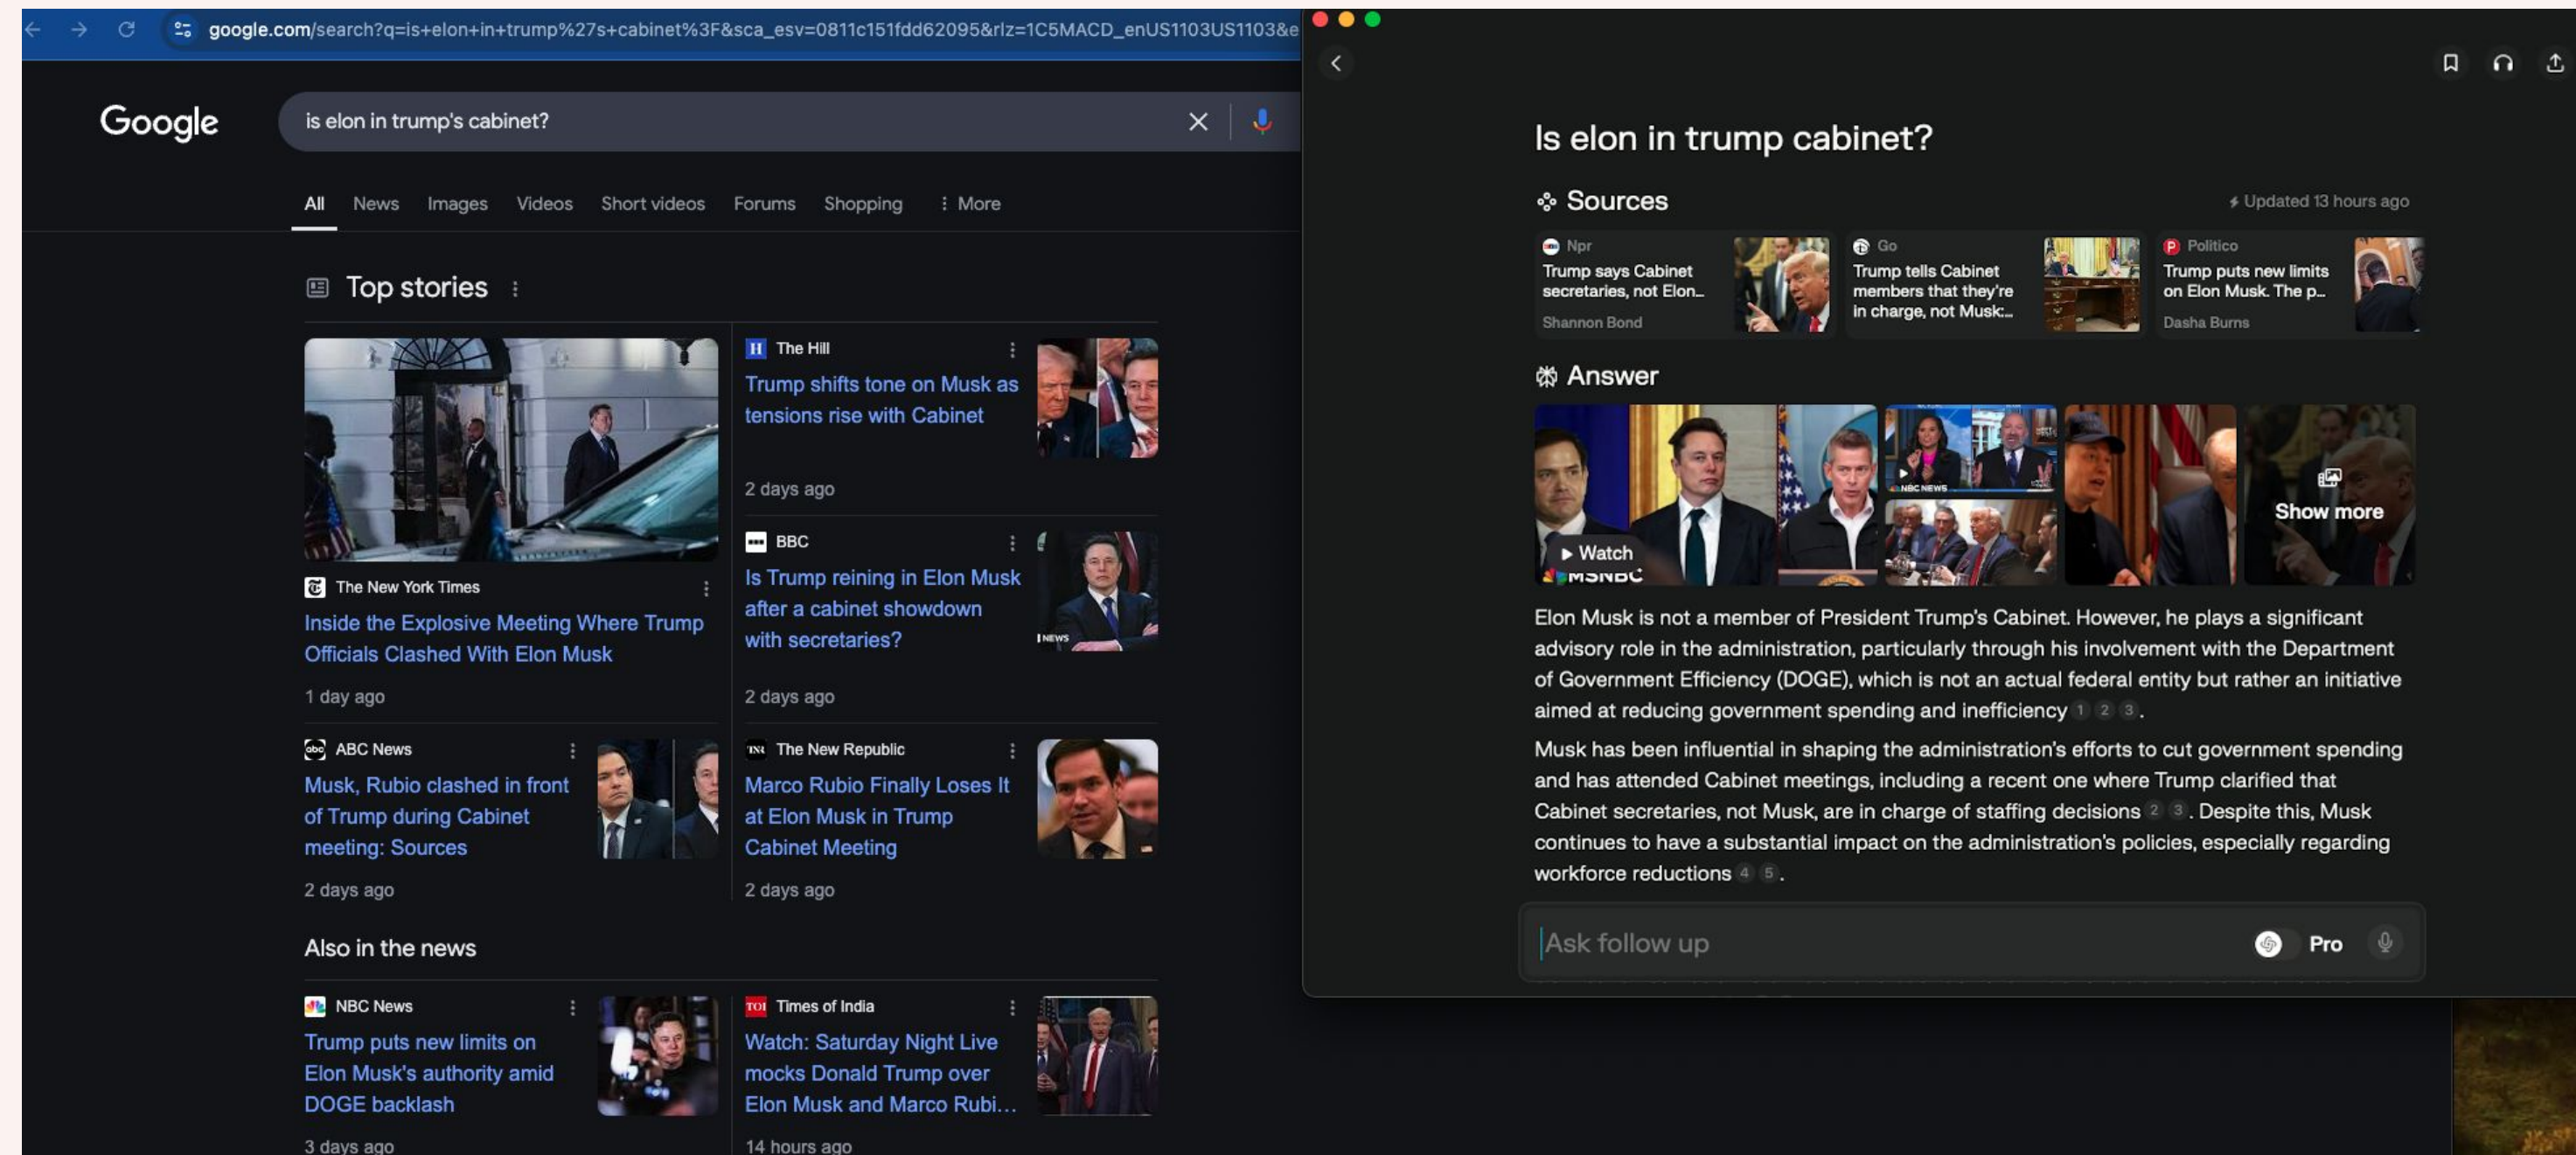 google.com/search?q=is+elon+in+trump%27s+cabinet%3F&sca_esv=0811c151fdd62095&rlz=1C5MACD_enUS1103US1103&e
Google
is elon in trump's cabinet?
All News Images Videos Short videos Forums Shopping More
Top stories
The New York Times
Inside the Explosive Meeting Where Trump
Officials Clashed With Elon Musk
1 day ago
H The Hill
Trump shifts tone on Musk as
tensions rise with Cabinet
2 days ago
BBC
Is Trump reining in Elon Musk
after a cabinet showdown
with secretaries?
NEWS
2 days ago
abc ABC News
Musk, Rubio clashed in front
of Trump during Cabinet
meeting: Sources
2 days ago
TNR The New Republic
Marco Rubio Finally Loses It
at Elon Musk in Trump
Cabinet Meeting
2 days ago
Also in the news
NBC News
Trump puts new limits on
Elon Musk's authority amid
DOGE backlash
3 days ago
TOI Times of India
Watch: Saturday Night Live
mocks Donald Trump over
Elon Musk and Marco Rubi...
14 hours ago
Is elon in trump cabinet?
Sources
Updated 13 hours ago
Npr
Trump says Cabinet
secretaries, not Elon...
Shannon Bond
Go
Trump tells Cabinet
members that they're
in charge, not Musk:...
P Politico
Trump puts new limits
on Elon Musk. The p...
Dasha Burns
Answer
Watch
MSNBC
NBC NEWS
Show more
Elon Musk is not a member of President Trump's Cabinet. However, he plays a significant
advisory role in the administration, particularly through his involvement with the Department
of Government Efficiency (DOGE), which is not an actual federal entity but rather an initiative
aimed at reducing government spending and inefficiency 1 2 3 .
Musk has been influential in shaping the administration's efforts to cut government spending
and has attended Cabinet meetings, including a recent one where Trump clarified that
Cabinet secretaries, not Musk, are in charge of staffing decisions 2 3 . Despite this, Musk
continues to have a substantial impact on the administration's policies, especially regarding
workforce reductions 4 5 .
Ask follow up
Pro